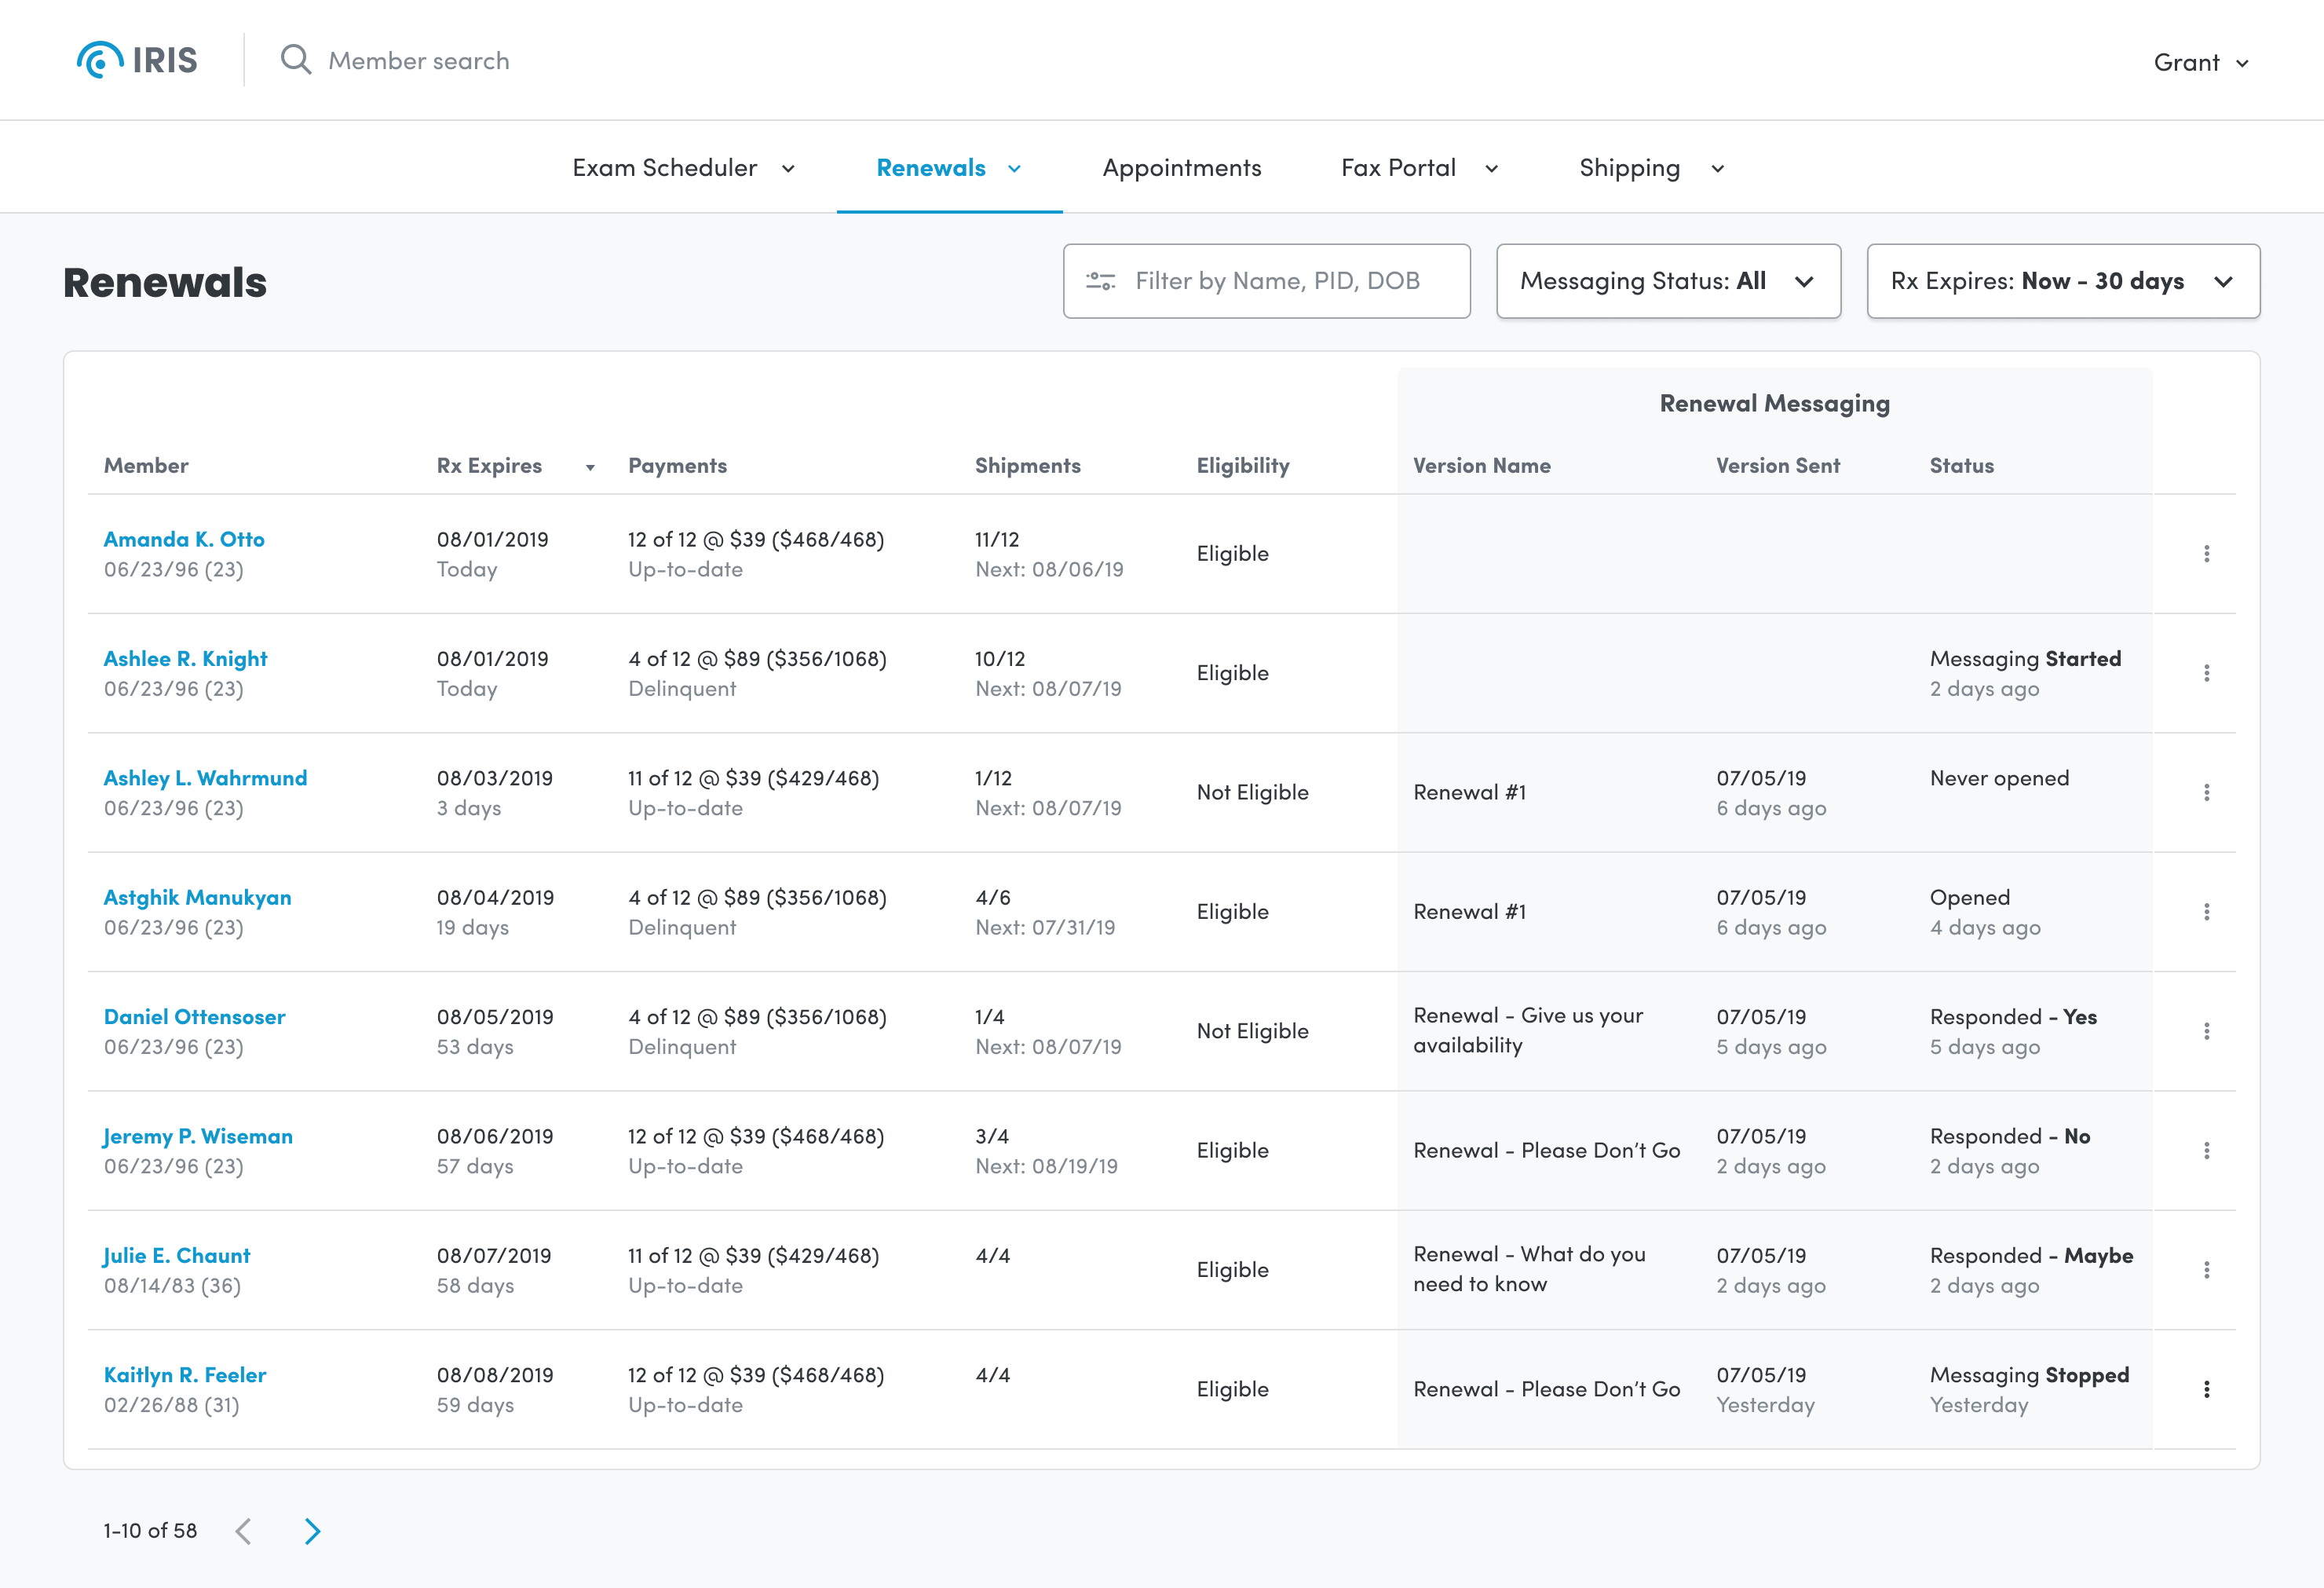 IRIS
Member search
Grant
Exam Scheduler
Renewals
Appointments
Fax Portal
Shipping
Renewals
Filter by Name, PID, DOB
Messaging Status: All
Rx Expires: Now - 30 days
Renewal Messaging
Member
Rx Expires
Payments
Shipments
Eligibility
Version Name
Version Sent
Status
Amanda K. Otto
06/23/96 (23)
08/01/2019
Today
12 of 12 @ $39 ($468/468)
Up-to-date
11/12
Next: 08/06/19
Eligible
Ashlee R. Knight
06/23/96 (23)
08/01/2019
Today
4 of 12 @ $89 ($356/1068)
Delinquent
10/12
Next: 08/07/19
Eligible
Messaging Started
2 days ago
Ashley L. Wahrmund
06/23/96 (23)
08/03/2019
3 days
11 of 12 @ $39 ($429/468)
Up-to-date
1/12
Next: 08/07/19
Not Eligible
Renewal #1
07/05/19
6 days ago
Never opened
Astghik Manukyan
06/23/96 (23)
08/04/2019
19 days
4 of 12 @ $89 ($356/1068)
Delinquent
4/6
Next: 07/31/19
Eligible
Renewal #1
07/05/19
6 days ago
Opened
4 days ago
Daniel Ottensoser
06/23/96 (23)
08/05/2019
53 days
4 of 12 @ $89 ($356/1068)
Delinquent
1/4
Next: 08/07/19
Not Eligible
Renewal - Give us your
availability
07/05/19
5 days ago
Responded - Yes
5 days ago
Jeremy P. Wiseman
06/23/96 (23)
08/06/2019
57 days
12 of 12 @ $39 ($468/468)
Up-to-date
3/4
Next: 08/19/19
Eligible
Renewal - Please Don’t Go
07/05/19
2 days ago
Responded - No
2 days ago
Julie E. Chaunt
08/14/83 (36)
08/07/2019
58 days
11 of 12 @ $39 ($429/468)
Up-to-date
4/4
Eligible
Renewal - What do you
need to know
07/05/19
2 days ago
Responded - Maybe
2 days ago
Kaitlyn R. Feeler
02/26/88 (31)
08/08/2019
59 days
12 of 12 @ $39 ($468/468)
Up-to-date
4/4
Eligible
Renewal - Please Don’t Go
07/05/19
Yesterday
Messaging Stopped
Yesterday
1-10 of 58